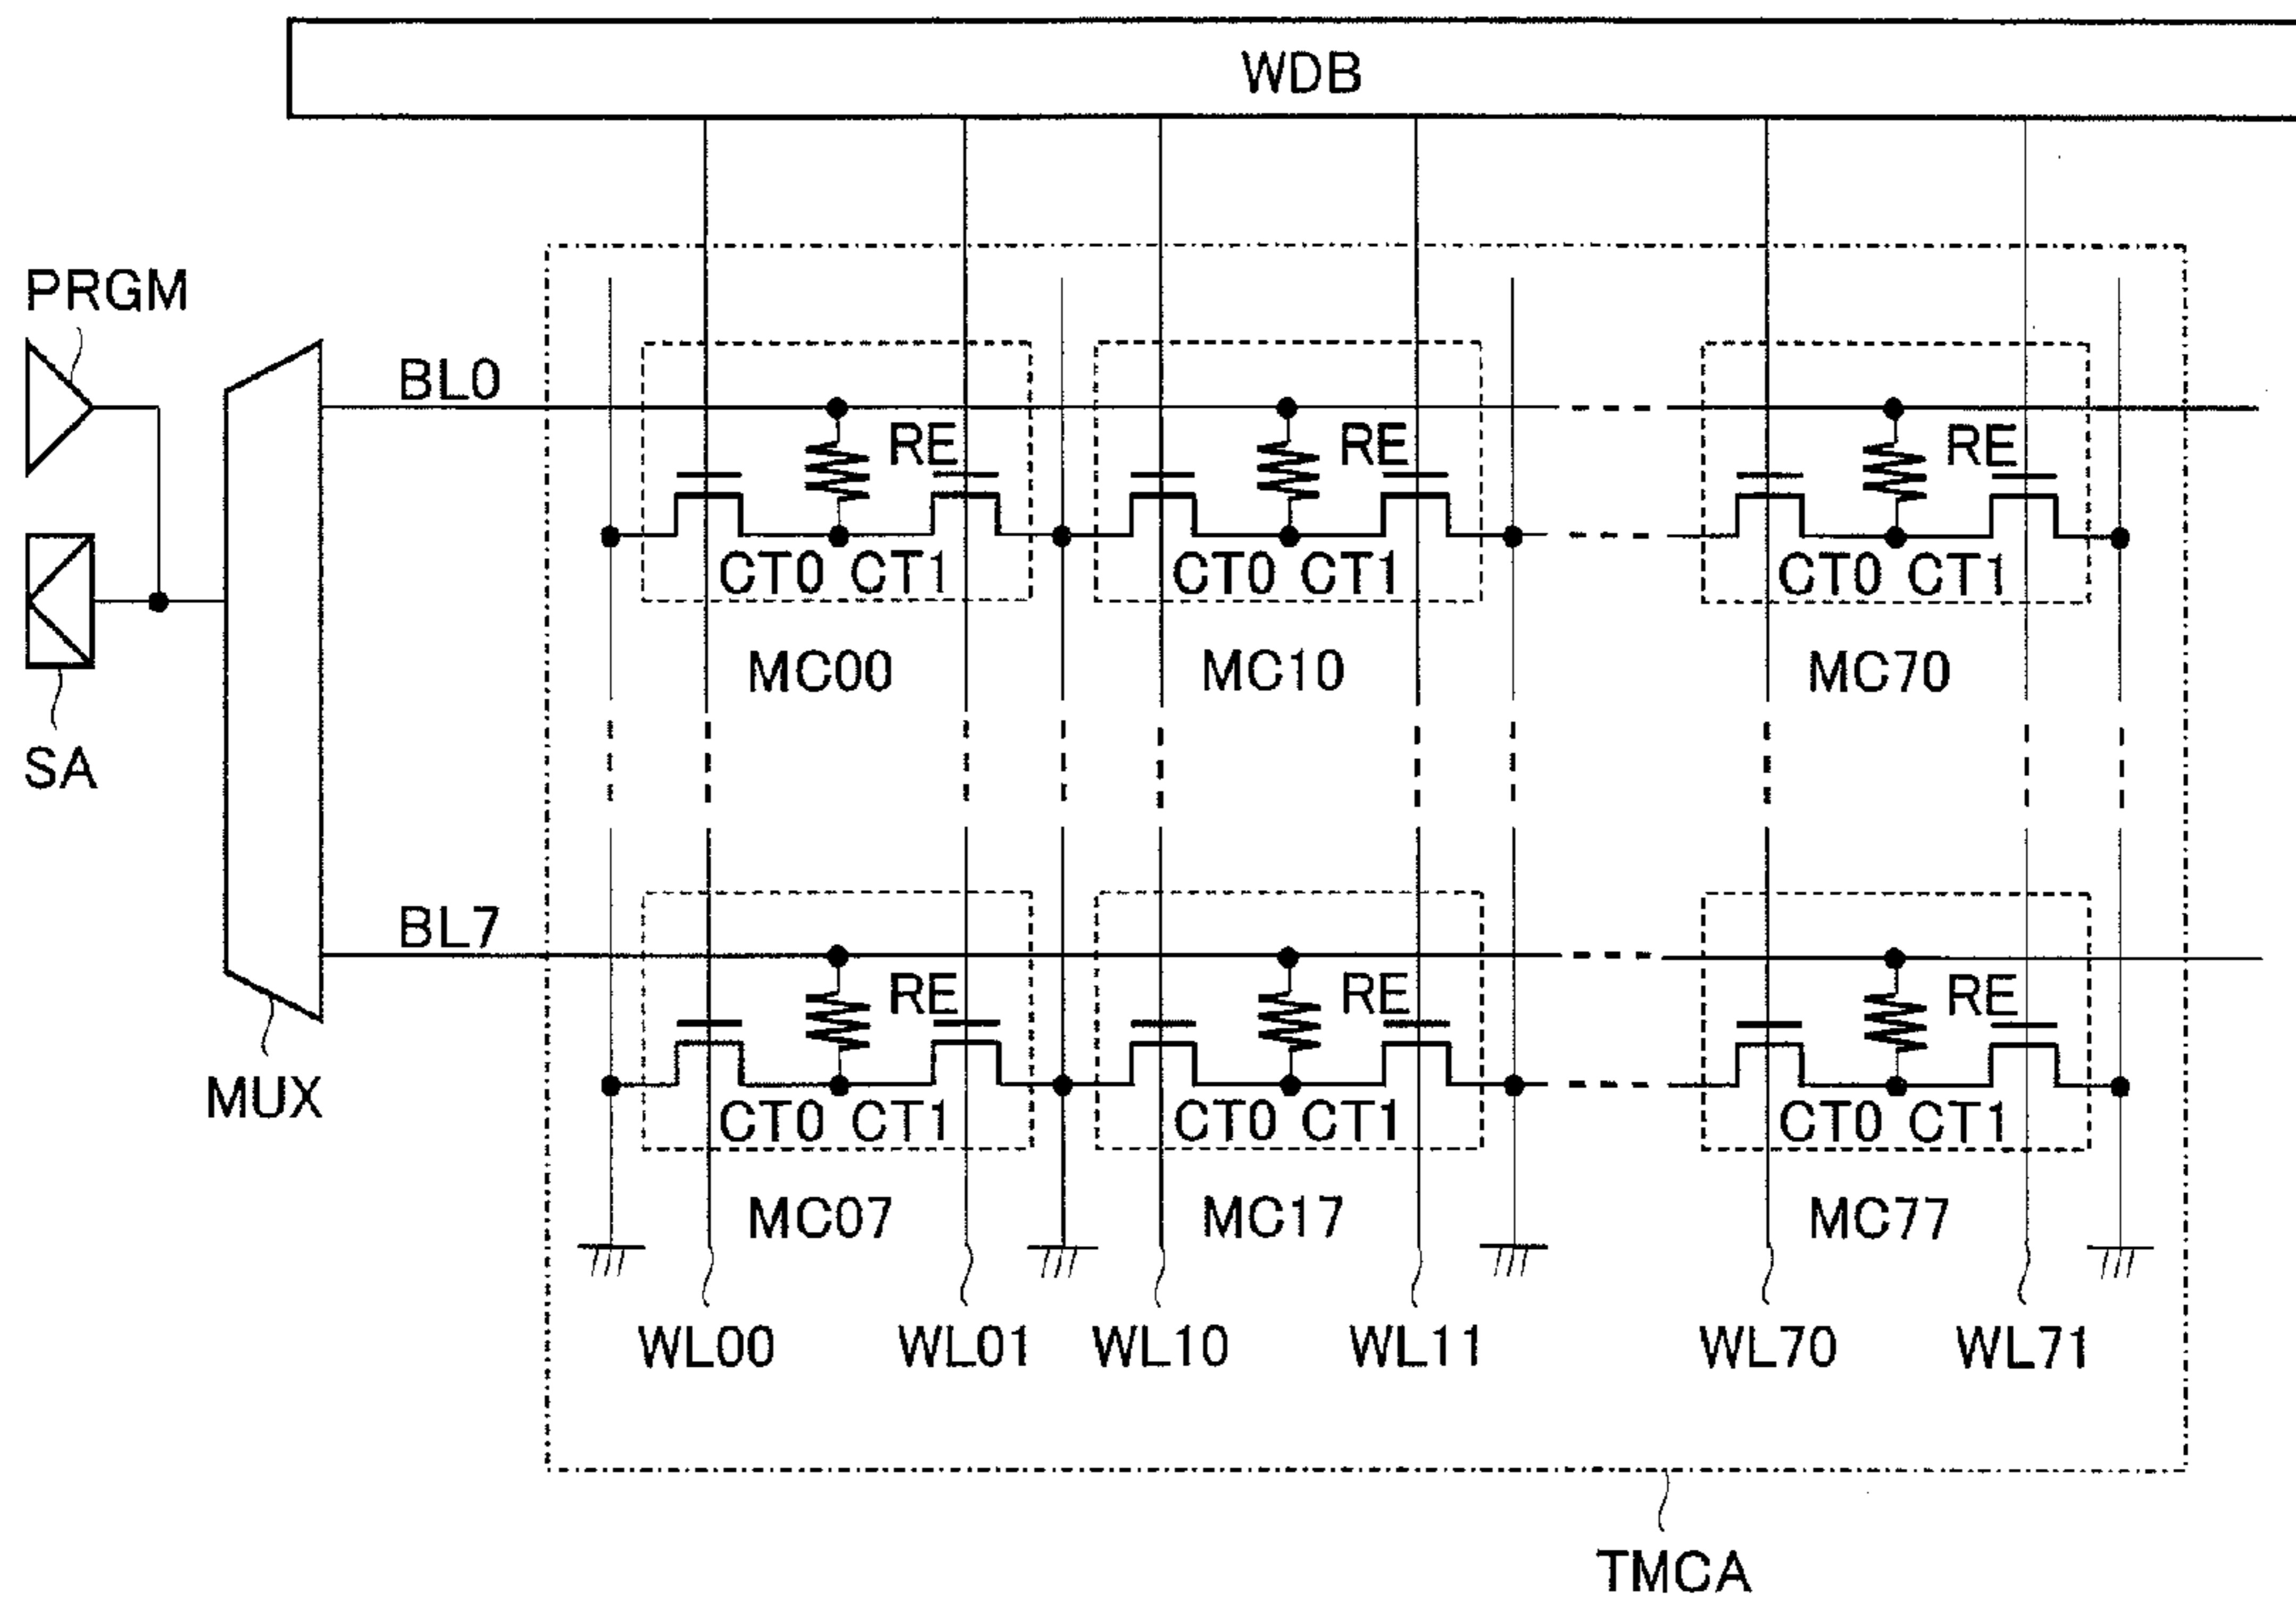 WDB
PRGM
BL0
RE RE RE
CT0 CT1 CT0 CT1 CT0 CT1
MC00 MC10 MC70
SA
BL7
RE RE RE
MUX
CT0 CT1 CT0 CT1 CT0 CT1
MC07 MC17 MC77
WL00 WL01 WL10 WL11 WL70 WL71
TMCA